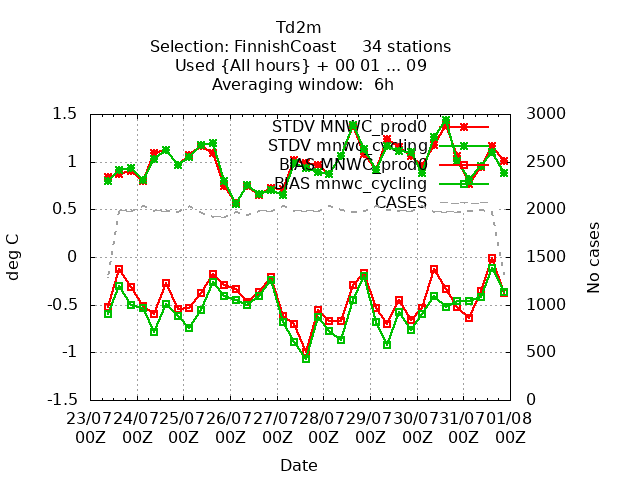 Td2m
Selection: FinnishCoast 34 stations
Used {All hours} + 00 01 ... 09
Averaging window: 6h
1.5
1
0.5
0
-0.5
-1
-1.5
deg C
3000
2500
2000
1500
1000
500
0
No cases
STDV MNWC_prod0
STDV mnwc_cycling
BIAS MNWC_prod0
BIAS mnwc_cycling
CASES
23/07 24/07 25/07 26/07 27/07 28/07 29/07 30/07 31/07 01/08
00Z 00Z 00Z 00Z 00Z 00Z 00Z 00Z 00Z 00Z
Date